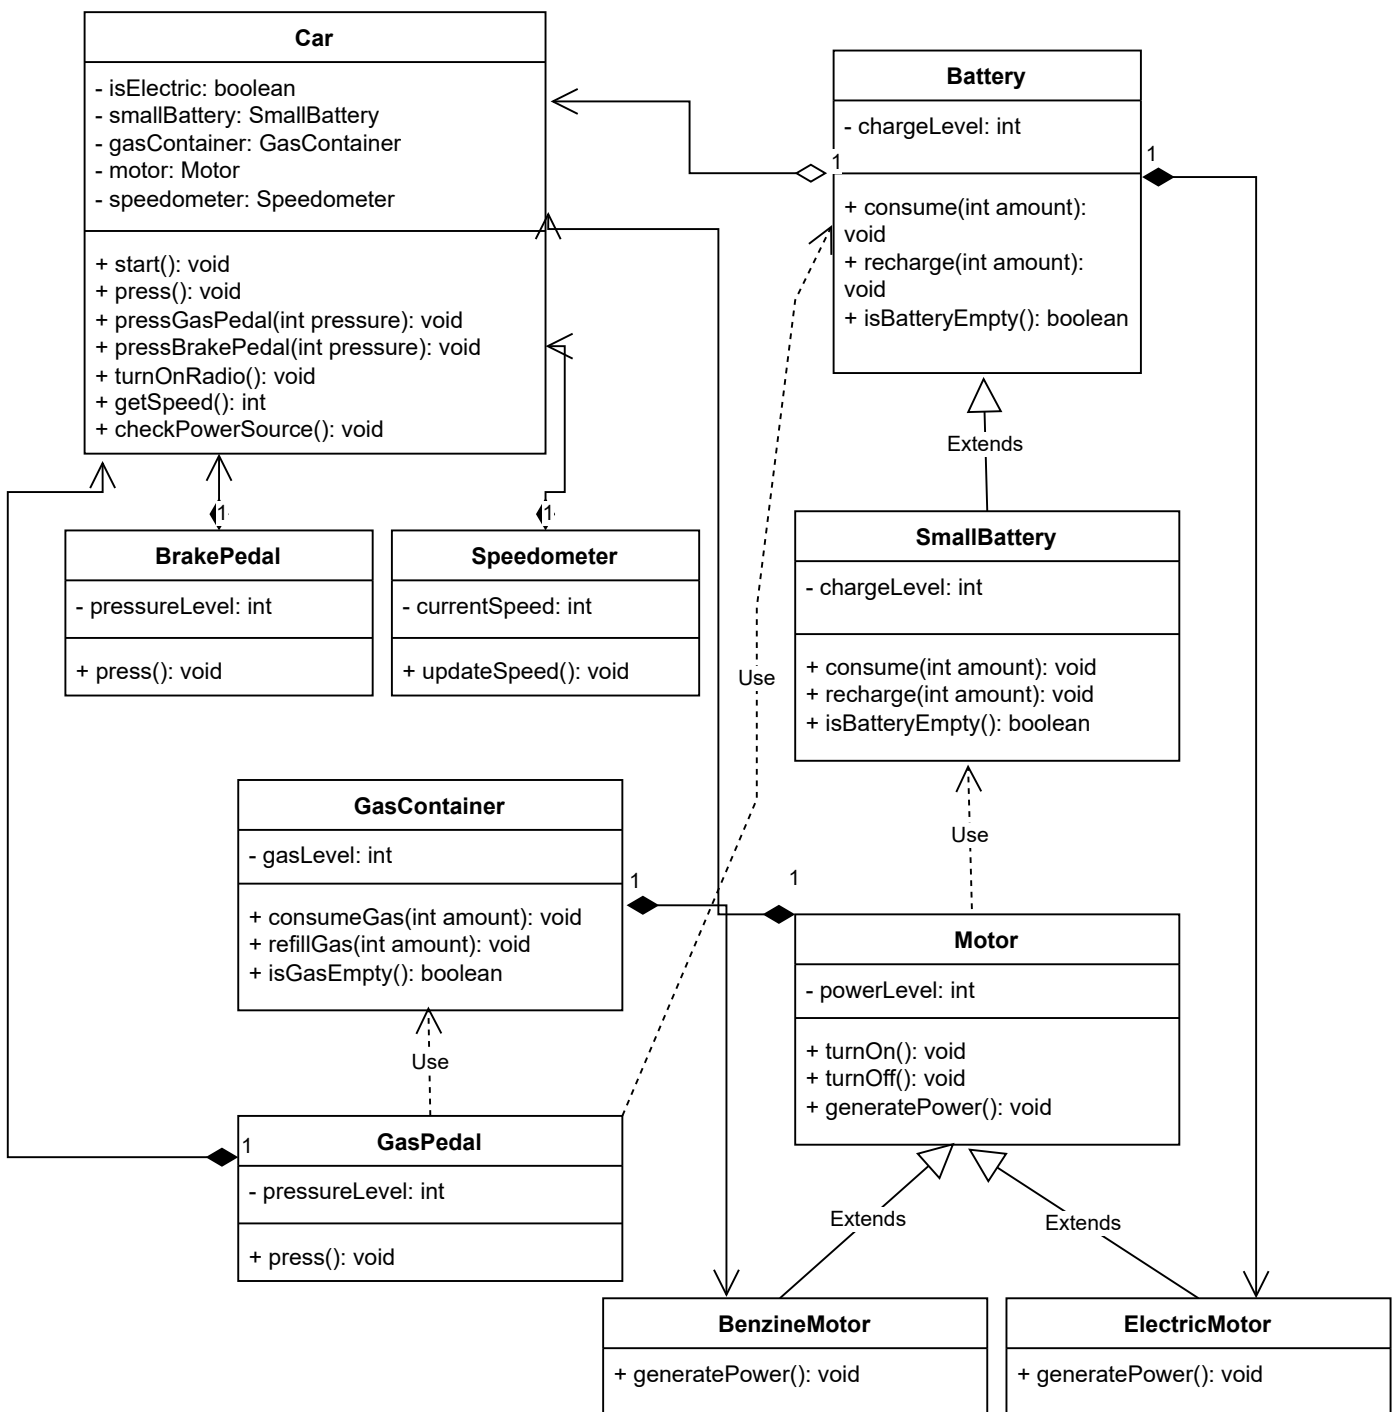 Car
- isElectric: boolean
- smallBattery: SmallBattery
- gasContainer: GasContainer
- motor: Motor
- speedometer: Speedometer
+ start(): void
+ press(): void
+ pressGasPedal(int pressure): void
+ pressBrakePedal(int pressure): void
+ turnOnRadio(): void
+ getSpeed(): int
+ checkPowerSource(): void
Battery
- chargeLevel: int
1
1
+ consume(int amount):
void
+ recharge(int amount):
void
+ isBatteryEmpty(): boolean
Extends
1
1
BrakePedal
- pressureLevel: int
+ press(): void
Speedometer
- currentSpeed: int
+ updateSpeed(): void
Use
SmallBattery
- chargeLevel: int
+ consume(int amount): void
+ recharge(int amount): void
+ isBatteryEmpty(): boolean
Use
GasContainer
- gasLevel: int
+ consumeGas(int amount): void
+ refillGas(int amount): void
+ isGasEmpty(): boolean
1
1
Motor
- powerLevel: int
+ turnOn(): void
+ turnOff(): void
+ generatePower(): void
Use
1
GasPedal
- pressureLevel: int
+ press(): void
Extends
Extends
BenzineMotor
+ generatePower(): void
ElectricMotor
+ generatePower(): void